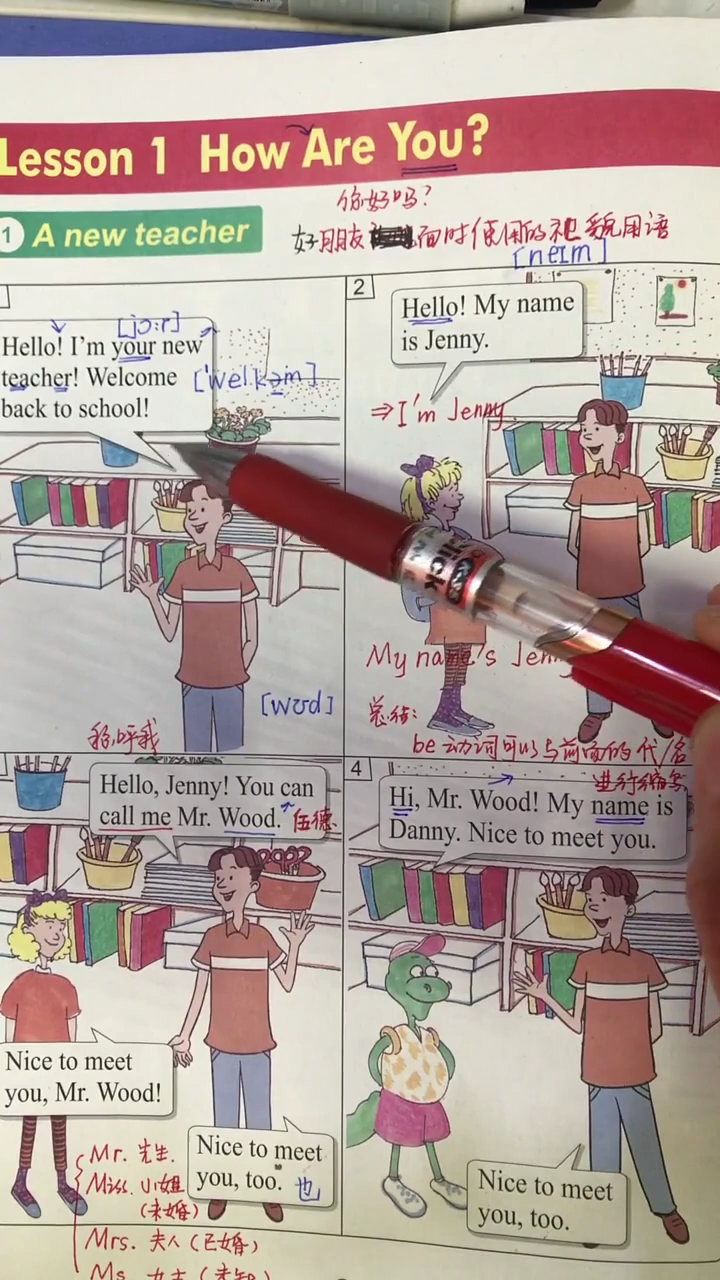 Lesson 1 How Are You?
你好吗?
1 A new teacher
好朋友面时使用的礼貌用语
[neIm]
[jɔ:r]
Hello! I'm your new
teacher! Welcome
back to school!
['welkəm]
2
Hello! My name
is Jenny.
⇒I'm Jenny
My name's
[wʊd]
称呼我
总结:
be动词可以与前面的代/名
进行缩写
Hello, Jenny! You can
call me Mr. Wood.
伍德
Nice to meet
you, Mr. Wood!
Nice to meet
you, too.
也
4
Hi, Mr. Wood! My name is
Danny. Nice to meet you.
Nice to meet
you, too.
Mr. 先生.
Miss. 小姐
(未婚)
Mrs. 夫人(已婚)
Ms 女士(未知)